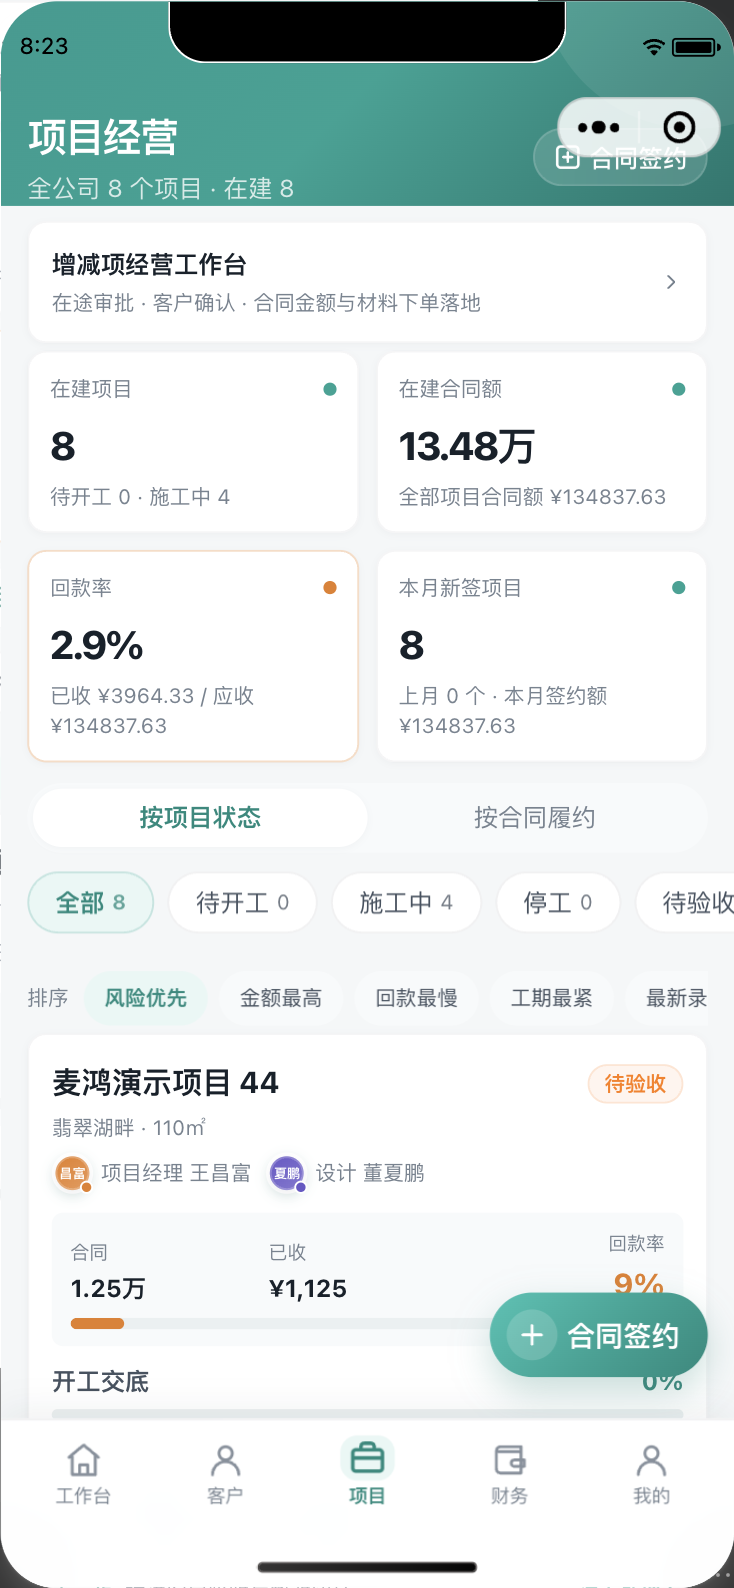 8:23
项目经营
合同签约
全公司 8 个项目 · 在建 8
增减项经营工作台
在途审批 · 客户确认 · 合同金额与材料下单落地
在建项目
8
待开工 0 · 施工中 4
在建合同额
13.48万
全部项目合同额 ¥134837.63
回款率
2.9%
已收 ¥3964.33 / 应收
¥134837.63
本月新签项目
8
上月 0 个 · 本月签约额
¥134837.63
按项目状态
按合同履约
全部 8
待开工 0
施工中 4
停工 0
待验收
排序
风险优先
金额最高
回款最慢
工期最紧
最新录
麦鸿演示项目 44
待验收
翡翠湖畔 · 110㎡
昌富
项目经理 王昌富
夏鹏
设计 董夏鹏
合同
1.25万
已收
¥1,125
回款率
9%
合同签约
开工交底
0%
工作台
客户
项目
财务
我的